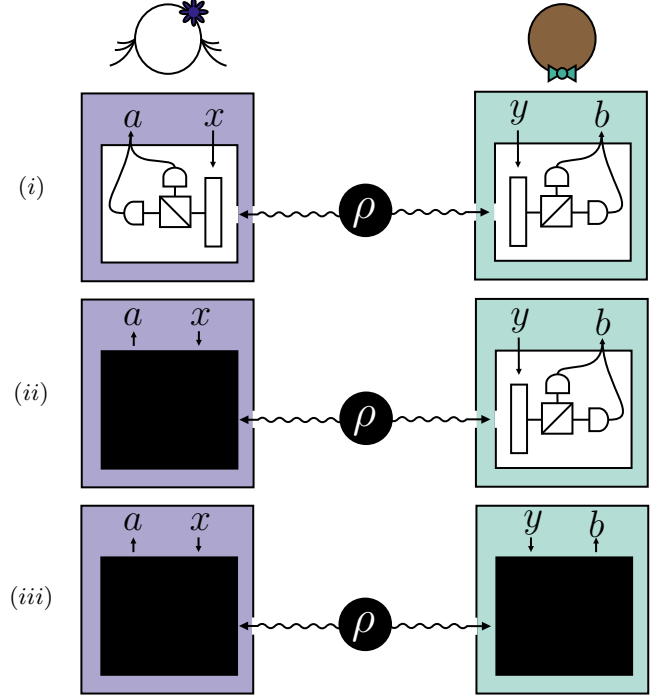 a x y b
(i) ρ
a x y b
(ii) ρ
a x y b
(iii) ρ